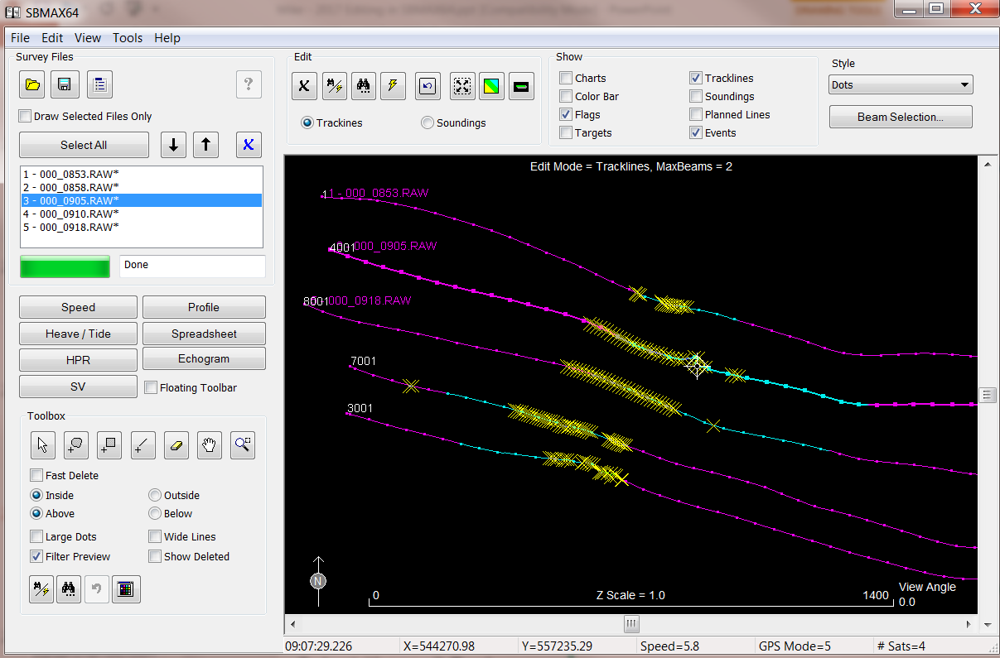 SBMAX64
File Edit View Tools Help
Survey Files
?
Draw Selected Files Only
Select All
X
1 - 000_0853.RAW*
2 - 000_0858.RAW*
3 - 000_0905.RAW*
4 - 000_0910.RAW*
5 - 000_0918.RAW*
Done
Speed
Profile
Heave / Tide
Spreadsheet
HPR
Echogram
SV
Floating Toolbar
Toolbox
Fast Delete
Inside
Outside
Above
Below
Large Dots
Wide Lines
Filter Preview
Show Deleted
Edit
X
Trackines
Soundings
Show
Charts
Tracklines
Color Bar
Soundings
Flags
Planned Lines
Targets
Events
Style
Dots
Beam Selection...
Edit Mode = Tracklines, MaxBeams = 2
1 1 - 000_0853.RAW
4001 000_0905.RAW
8001 000_0918.RAW
7001
3001
N
0
Z Scale = 1.0
1400
View Angle
0.0
09:07:29.226
X=544270.98
Y=557235.29
Speed=5.8
GPS Mode=5
# Sats=4